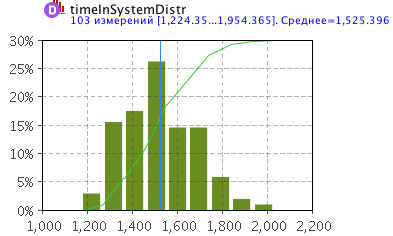 D timeInSystemDistr
103 измерений [1,224.35...1,954.365]. Среднее=1,525.396
30%
25%
20%
15%
10%
5%
0%
1,000 1,200 1,400 1,600 1,800 2,000 2,200